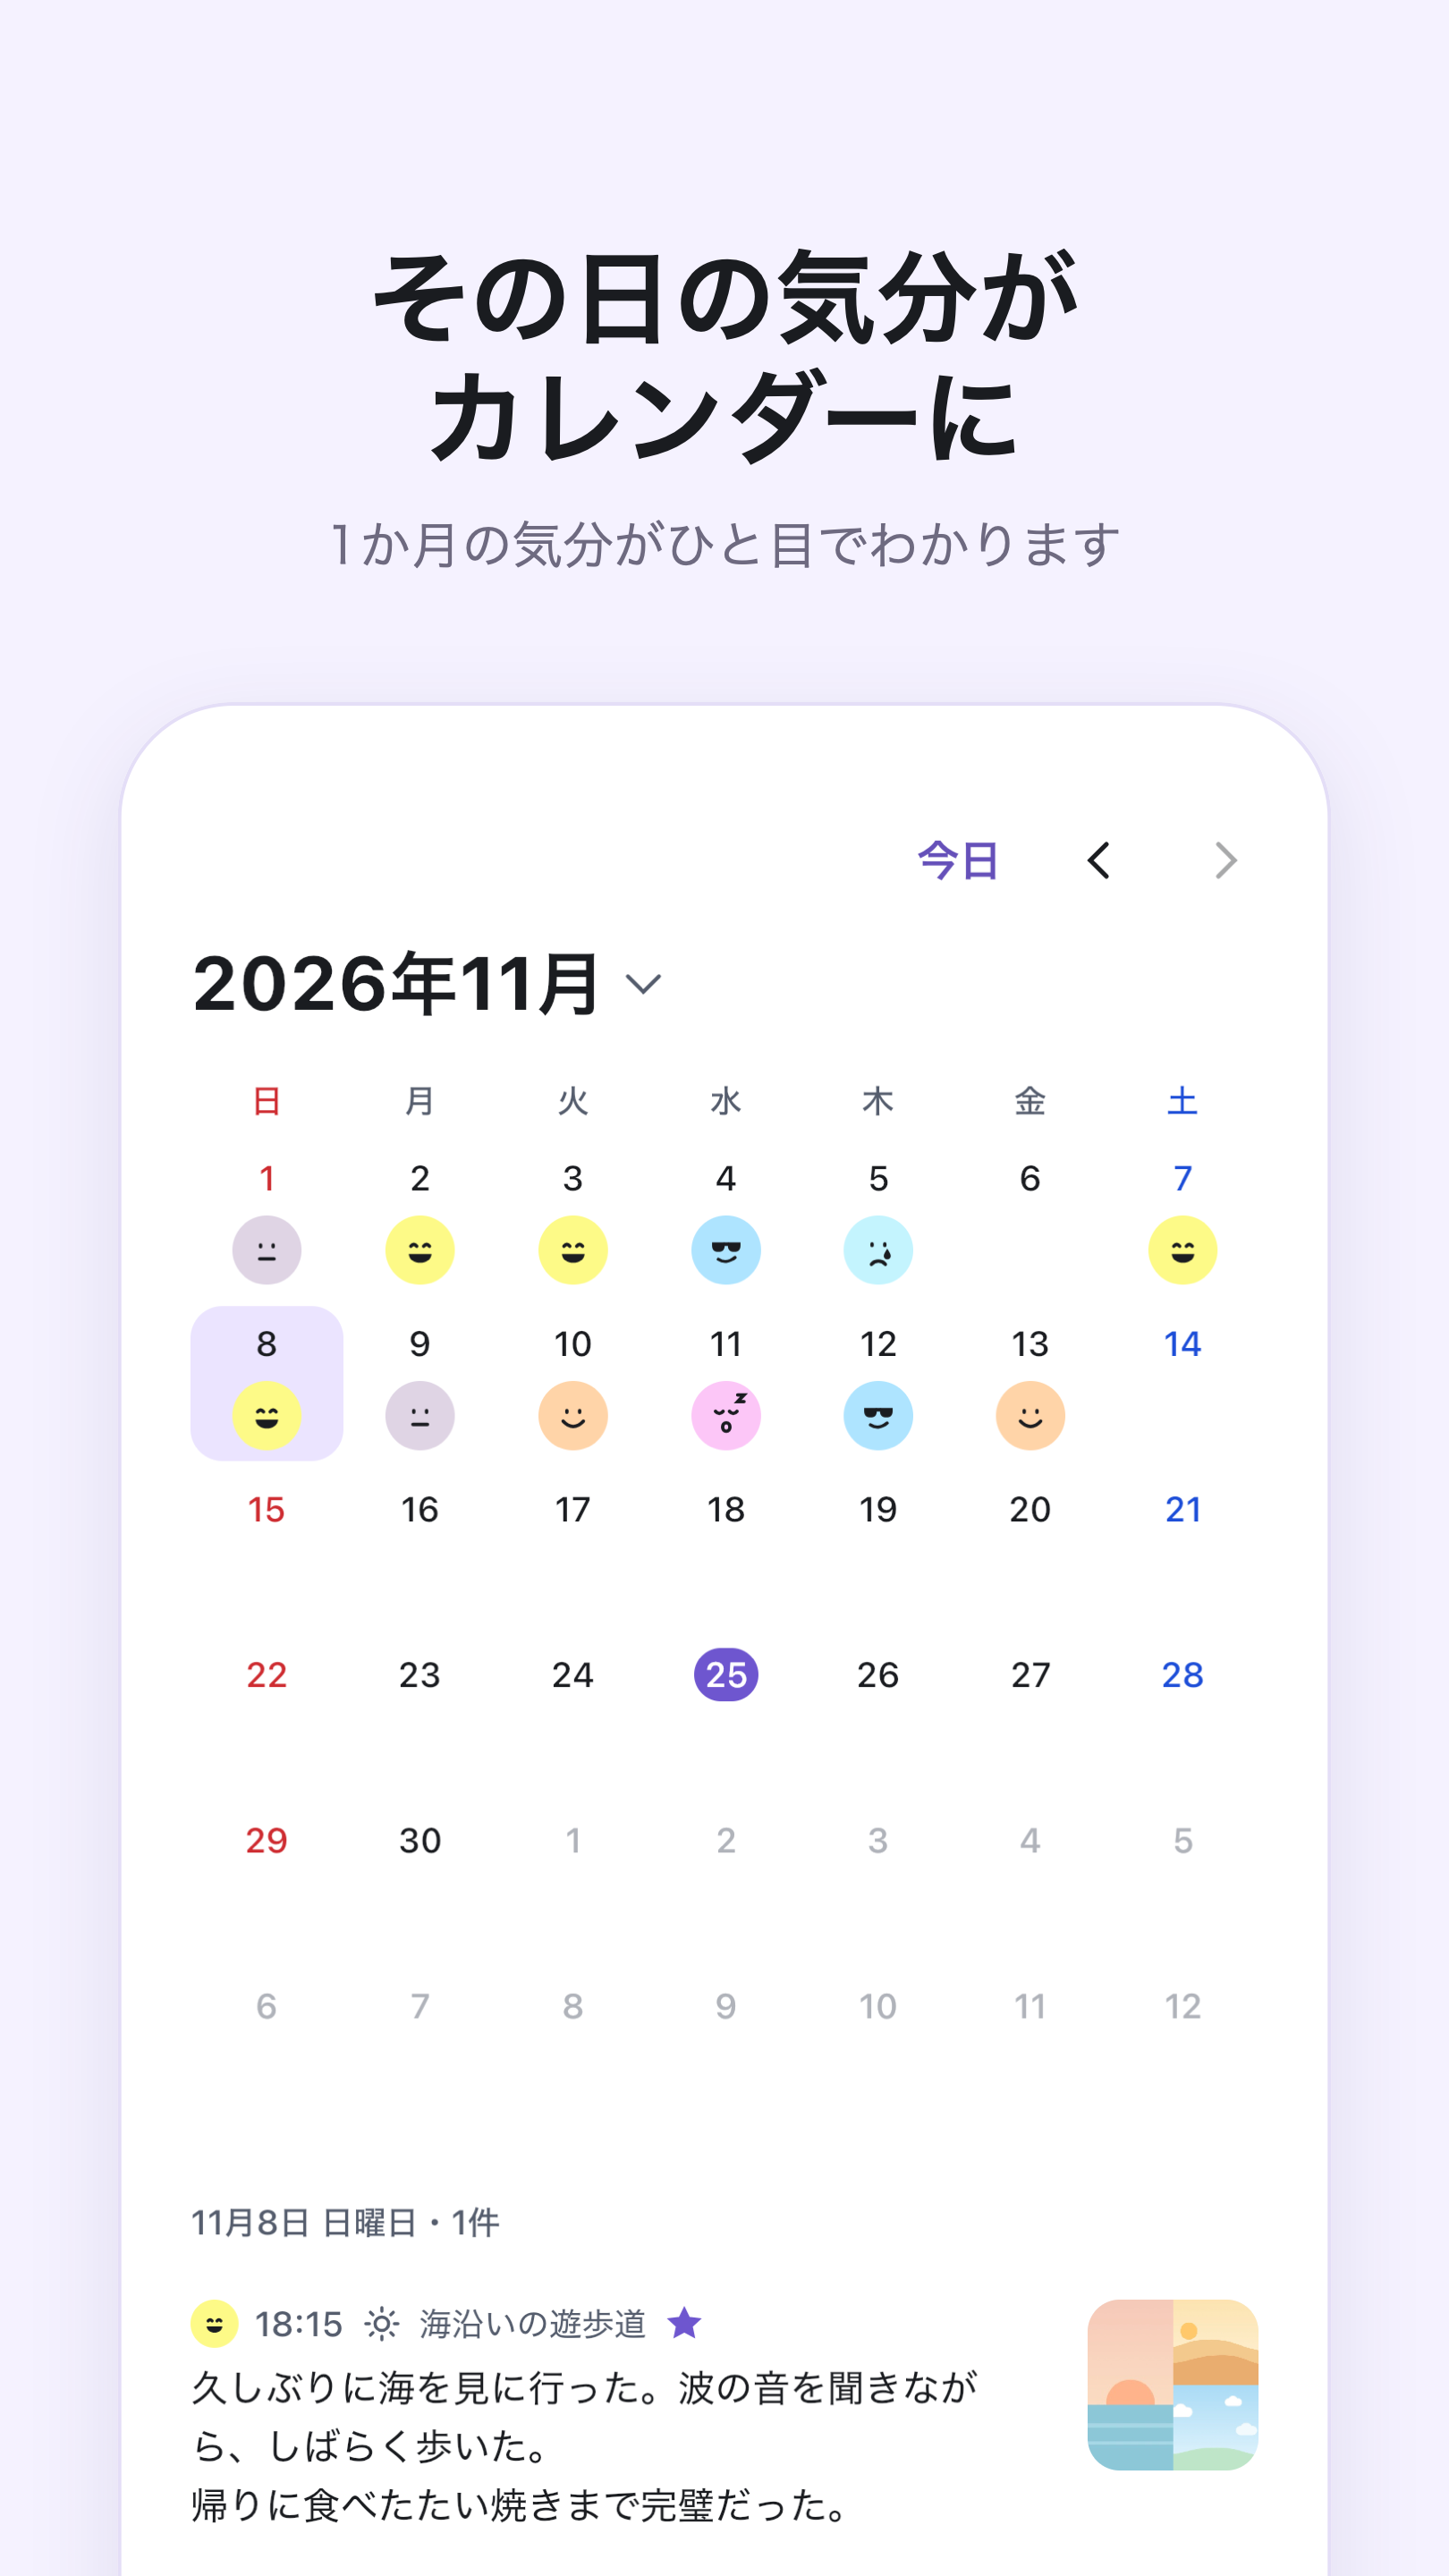 その日の気分が
カレンダーに
1か月の気分がひと目でわかります
今日
2026年11月
日 月 火 水 木 金 土
1 2 3 4 5 6 7
8 9 10 11 12 13 14
15 16 17 18 19 20 21
22 23 24 25 26 27 28
29 30 1 2 3 4 5
6 7 8 9 10 11 12
11月8日 日曜日・1件
18:15 海沿いの遊歩道
久しぶりに海を見に行った。波の音を聞きなが
ら、しばらく歩いた。
帰りに食べたたい焼きまで完璧だった。